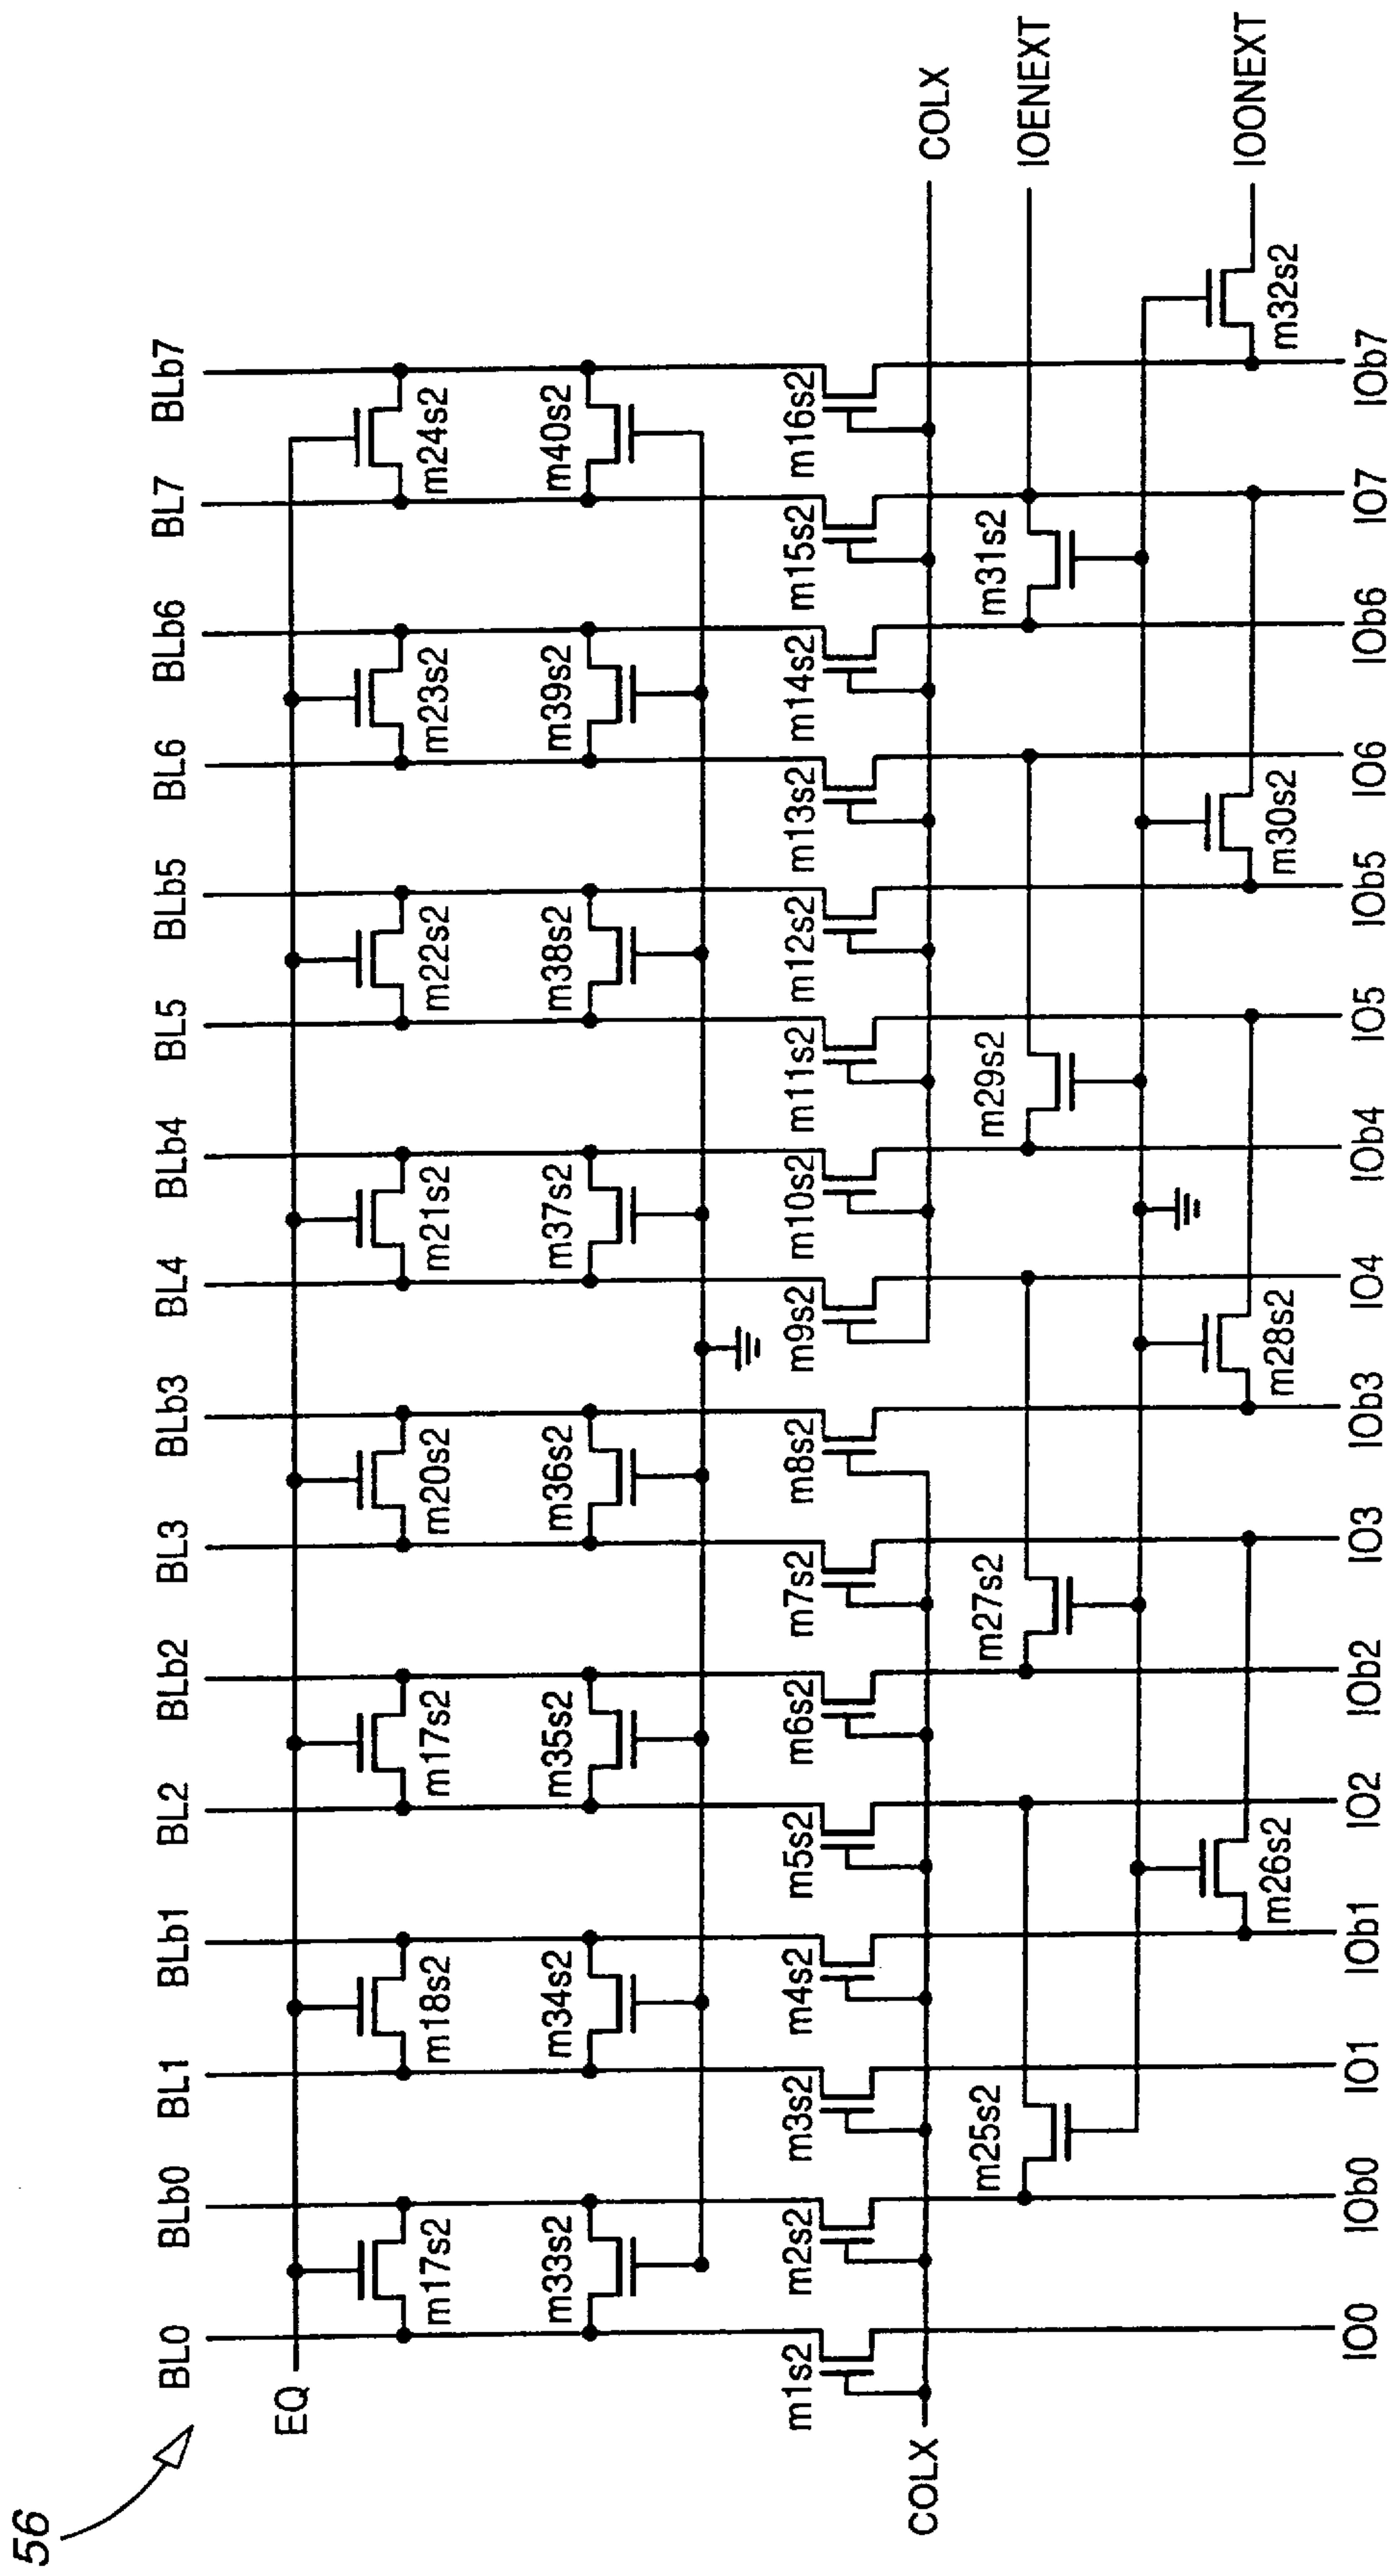 56
BL0 BLb0 BL1 BLb1 BL2 BLb2 BL3 BLb3 BL4 BLb4 BL5 BLb5 BL6 BLb6 BL7 BLb7
EQ
m17s2 m18s2 m17s2 m20s2 m21s2 m22s2 m23s2 m24s2
m33s2 m34s2 m35s2 m36s2 m37s2 m38s2 m39s2 m40s2
m1s2 m2s2 m3s2 m4s2 m5s2 m6s2 m7s2 m8s2 m9s2 m10s2 m11s2 m12s2 m13s2 m14s2 m15s2 m16s2
COLX COLX
m25s2 m27s2 m29s2 m31s2 IOENEXT
m26s2 m28s2 m30s2 m32s2 IOONEXT
IO0 IOb0 IO1 IOb1 IO2 IOb2 IO3 IOb3 IO4 IOb4 IO5 IOb5 IO6 IOb6 IO7 IOb7